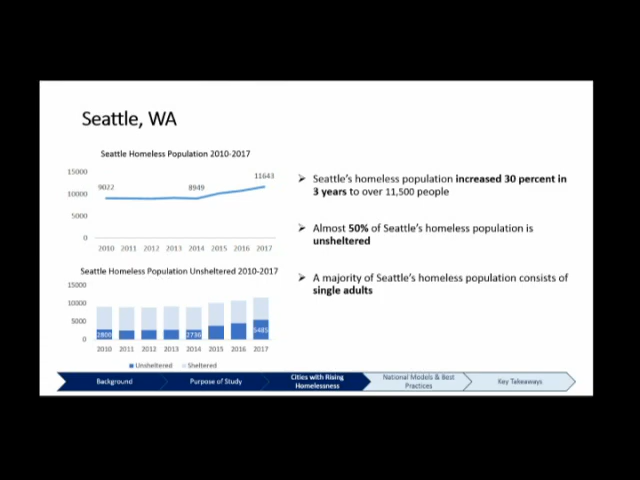 Seattle, WA
Seattle Homeless Population 2010-2017
15000
10000
5000
0
9022
8949
11643
2010 2011 2012 2013 2014 2015 2016 2017
Seattle Homeless Population Unsheltered 2010-2017
15000
10000
5000
0
2800
2736
5485
2010 2011 2012 2013 2014 2015 2016 2017
Unsheltered Sheltered
➢ Seattle's homeless population increased 30 percent in
3 years to over 11,500 people
➢ Almost 50% of Seattle's homeless population is
unsheltered
➢ A majority of Seattle's homeless population consists of
single adults
Background
Purpose of Study
Cities with Rising
Homelessness
National Models & Best
Practices
Key Takeaways